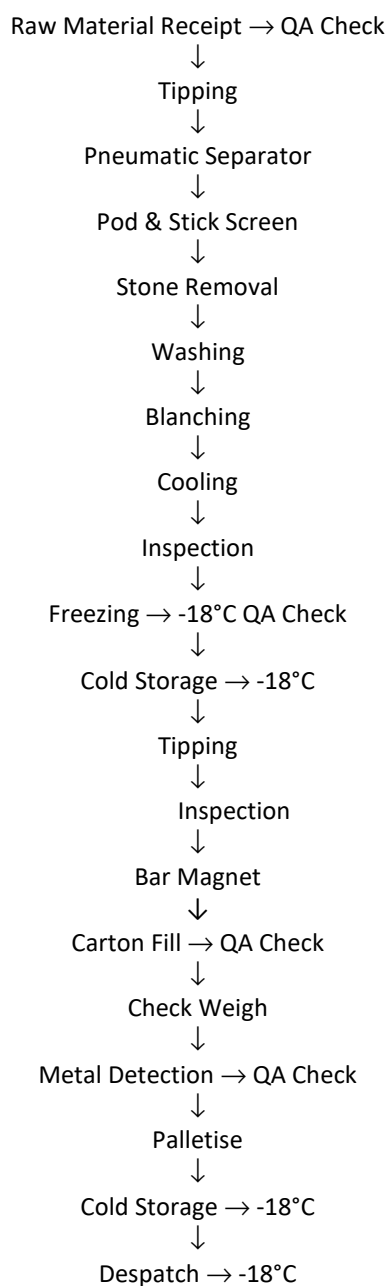 Raw Material Receipt → QA Check
↓
Tipping
↓
Pneumatic Separator
↓
Pod & Stick Screen
↓
Stone Removal
↓
Washing
↓
Blanching
↓
Cooling
↓
Inspection
↓
Freezing → -18°C QA Check
↓
Cold Storage → -18°C
↓
Tipping
↓
Inspection
↓
Bar Magnet
↓
Carton Fill → QA Check
↓
Check Weigh
↓
Metal Detection → QA Check
↓
Palletise
↓
Cold Storage → -18°C
↓
Despatch → -18°C